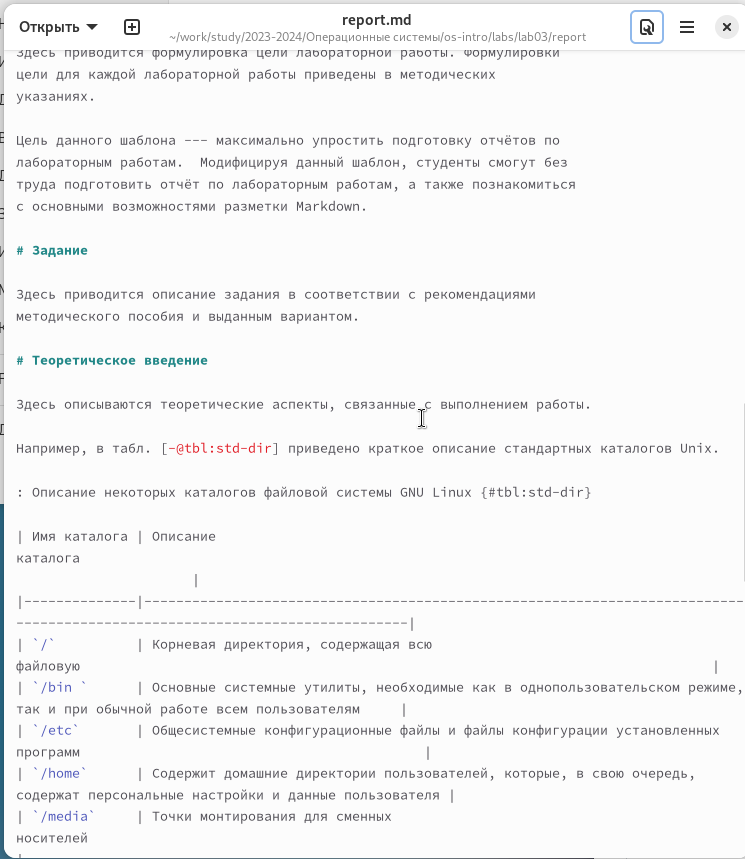 Открыть
report.md
~/work/study/2023-2024/Операционные системы/os-intro/labs/lab03/report
Здесь приводится формулировка цели лабораторной работы. Формулировки
цели для каждой лабораторной работы приведены в методических
указаниях.
Цель данного шаблона --- максимально упростить подготовку отчётов по
лабораторным работам.  Модифицируя данный шаблон, студенты смогут без
труда подготовить отчёт по лабораторным работам, а также познакомиться
с основными возможностями разметки Markdown.
# Задание
Здесь приводится описание задания в соответствии с рекомендациями
методического пособия и выданным вариантом.
# Теоретическое введение
Здесь описываются теоретические аспекты, связанные с выполнением работы.
Например, в табл. [-@tbl:std-dir] приведено краткое описание стандартных каталогов Unix.
: Описание некоторых каталогов файловой системы GNU Linux {#tbl:std-dir}
| Имя каталога | Описание
каталога
|
|--------------|---------------------------------------------------------------------------
-------------------------------------------------|
| `/`          | Корневая директория, содержащая всю
файловую |
| `/bin `      | Основные системные утилиты, необходимые как в однопользовательском режиме,
так и при обычной работе всем пользователям     |
| `/etc`       | Общесистемные конфигурационные файлы и файлы конфигурации установленных
программ |
| `/home`      | Содержит домашние директории пользователей, которые, в свою очередь,
содержат персональные настройки и данные пользователя |
| `/media`     | Точки монтирования для сменных
носителей